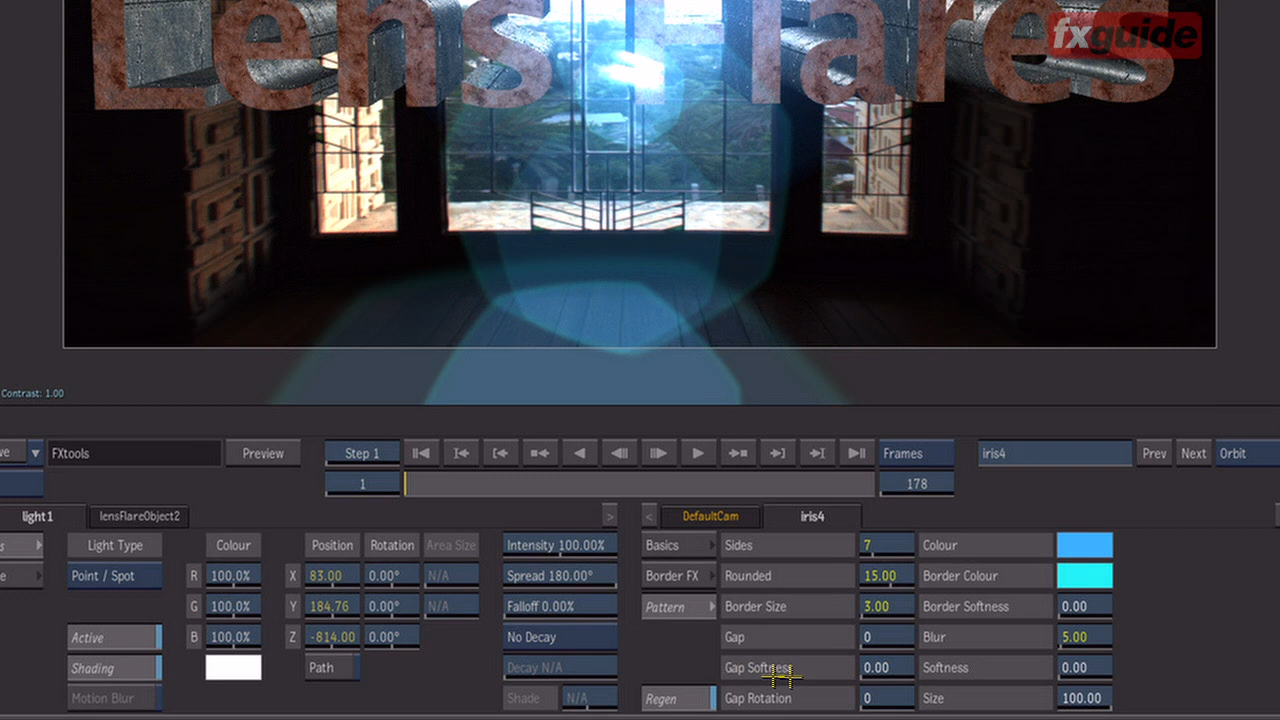 Lens Flares
fxguide
Contrast: 1.00
FXtools
Preview
Step 1
Frames
iris4
Prev
Next
Orbit
1
178
light1
lensFlareObject2
>
<
DefaultCam
iris4
Light Type
Colour
Position
Rotation
Area Size
Intensity 100.00%
Basics
Sides
7
Colour
Point / Spot
R
100.0%
X
83.00
0.00°
N/A
Spread 180.00°
Border FX
Rounded
15.00
Border Colour
G
100.0%
Y
184.76
0.00°
N/A
Falloff 0.00%
Pattern
Border Size
3.00
Border Softness
0.00
Active
B
100.0%
Z
-814.00
0.00°
No Decay
Gap
0
Blur
5.00
Shading
Path
Decay N/A
Gap Softness
0.00
Softness
0.00
Motion Blur
Shade
N/A
Regen
Gap Rotation
0
Size
100.00